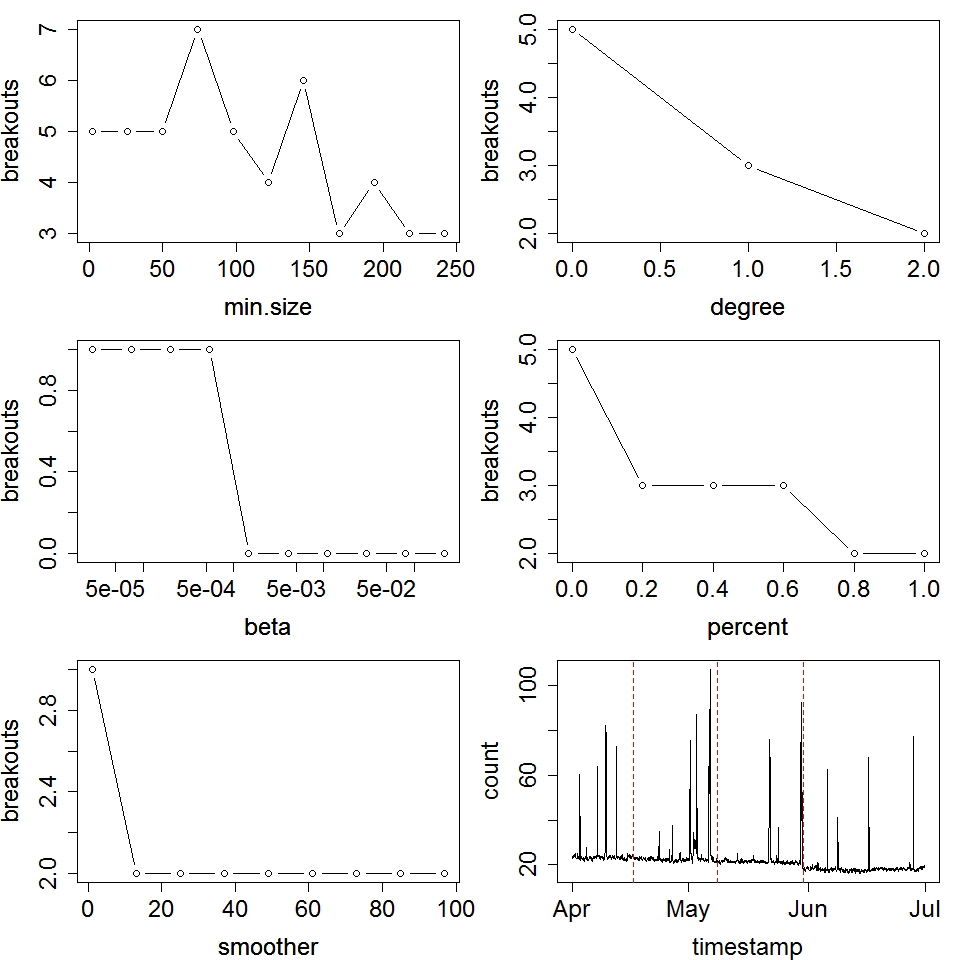 breakouts
3 4 5 6 7
0 50 100 150 200 250
min.size
breakouts
2.0 3.0 4.0 5.0
0.0 0.5 1.0 1.5 2.0
degree
breakouts
0.0 0.4 0.8
5e-05 5e-04 5e-03 5e-02
beta
breakouts
2.0 3.0 4.0 5.0
0.0 0.2 0.4 0.6 0.8 1.0
percent
breakouts
2.0 2.4 2.8
0 20 40 60 80 100
smoother
count
20 60 100
Apr May Jun Jul
timestamp